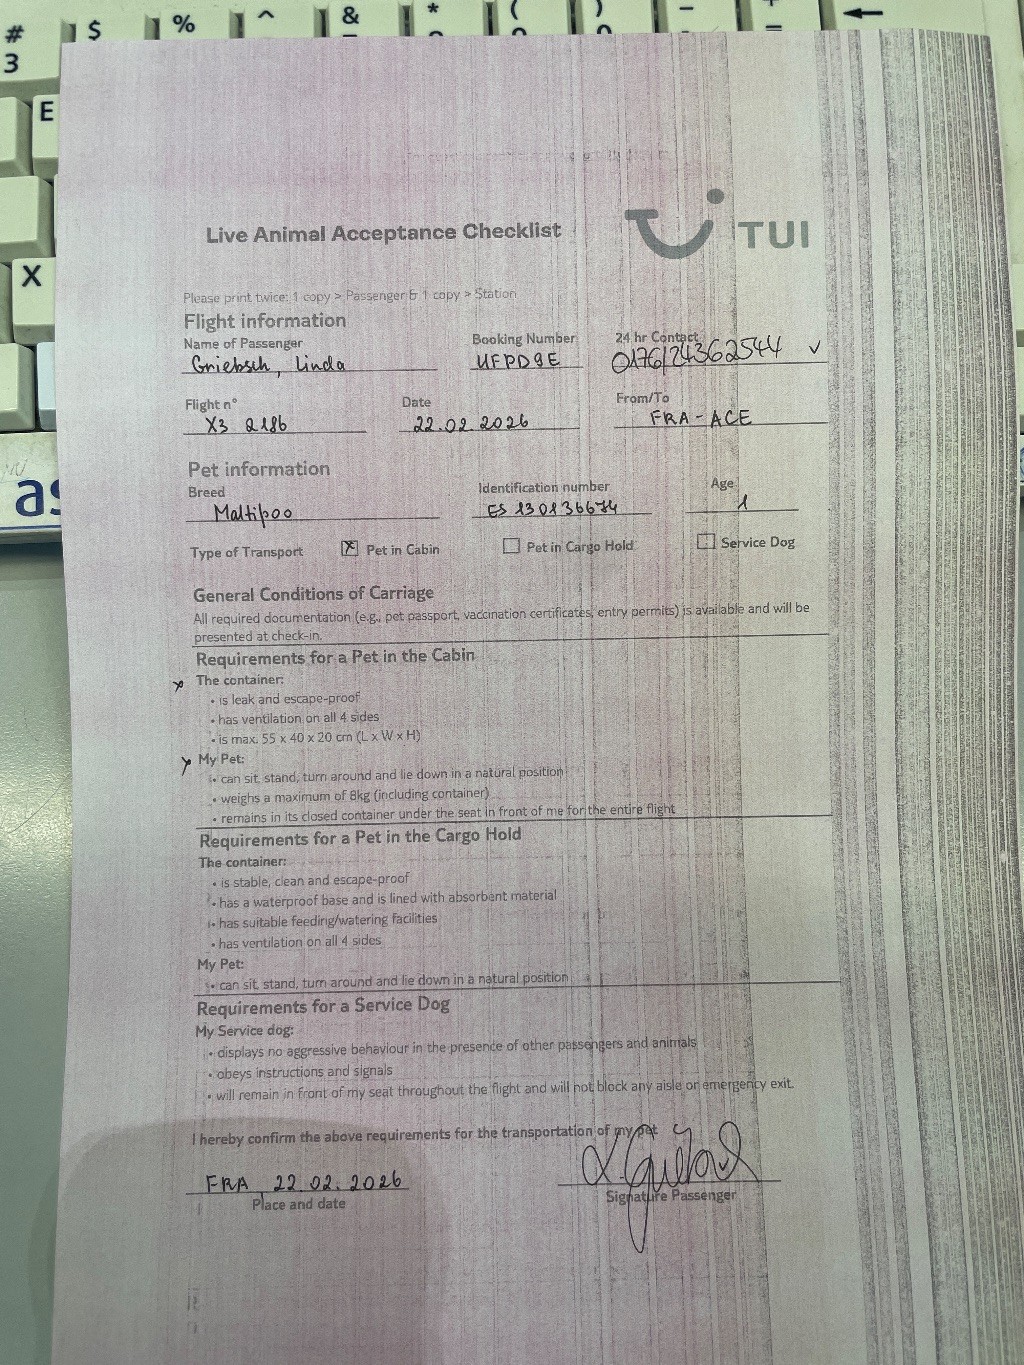 # $ % ^ & * ( ) - +
3 =
E
X
as
TUI
Live Animal Acceptance Checklist
Please print twice: 1 copy > Passenger & 1 copy > Station
Flight information
Name of Passenger Booking Number 24 hr Contact
Griebsch, Linda UFPD9E 0176/24362544 ✓
Flight n° Date From/To
X3 2186 22.02.2026 FRA - ACE
Pet information
Breed Identification number Age
Maltipoo ES 130136674 1
Type of Transport ☒ Pet in Cabin ☐ Pet in Cargo Hold ☐ Service Dog
General Conditions of Carriage
All required documentation (e.g., pet passport, vaccination certificates, entry permits) is available and will be
presented at check-in.
Requirements for a Pet in the Cabin
x The container:
• is leak and escape-proof
• has ventilation on all 4 sides
• is max. 55 x 40 x 20 cm (L x W x H)
x My Pet:
• can sit, stand, turn around and lie down in a natural position
• weighs a maximum of 8kg (including container)
• remains in its closed container under the seat in front of me for the entire flight
Requirements for a Pet in the Cargo Hold
The container:
• is stable, clean and escape-proof
• has a waterproof base and is lined with absorbent material
• has suitable feeding/watering facilities
• has ventilation on all 4 sides
My Pet:
• can sit, stand, turn around and lie down in a natural position
Requirements for a Service Dog
My Service dog:
• displays no aggressive behaviour in the presence of other passengers and animals
• obeys instructions and signals
• will remain in front of my seat throughout the flight and will not block any aisle or emergency exit.
I hereby confirm the above requirements for the transportation of my pet
FRA, 22.02.2026
Place and date Signature Passenger